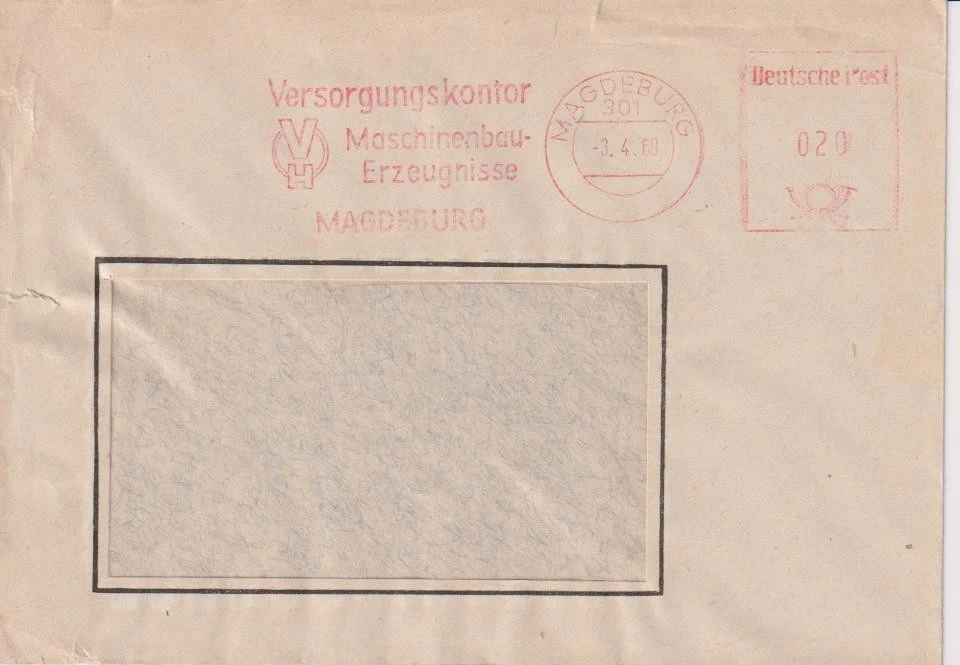 Versorgungskontor
VH
Maschinenbau-
Erzeugnisse
MAGDEBURG
MAGDEBURG
301
-3. 4. 69
Deutsche Post
020